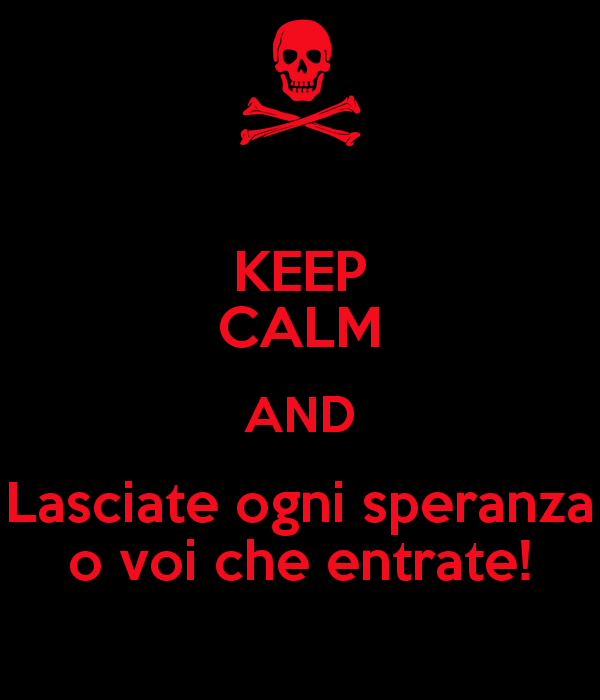 KEEP
CALM
AND
Lasciate ogni speranza
o voi che entrate!